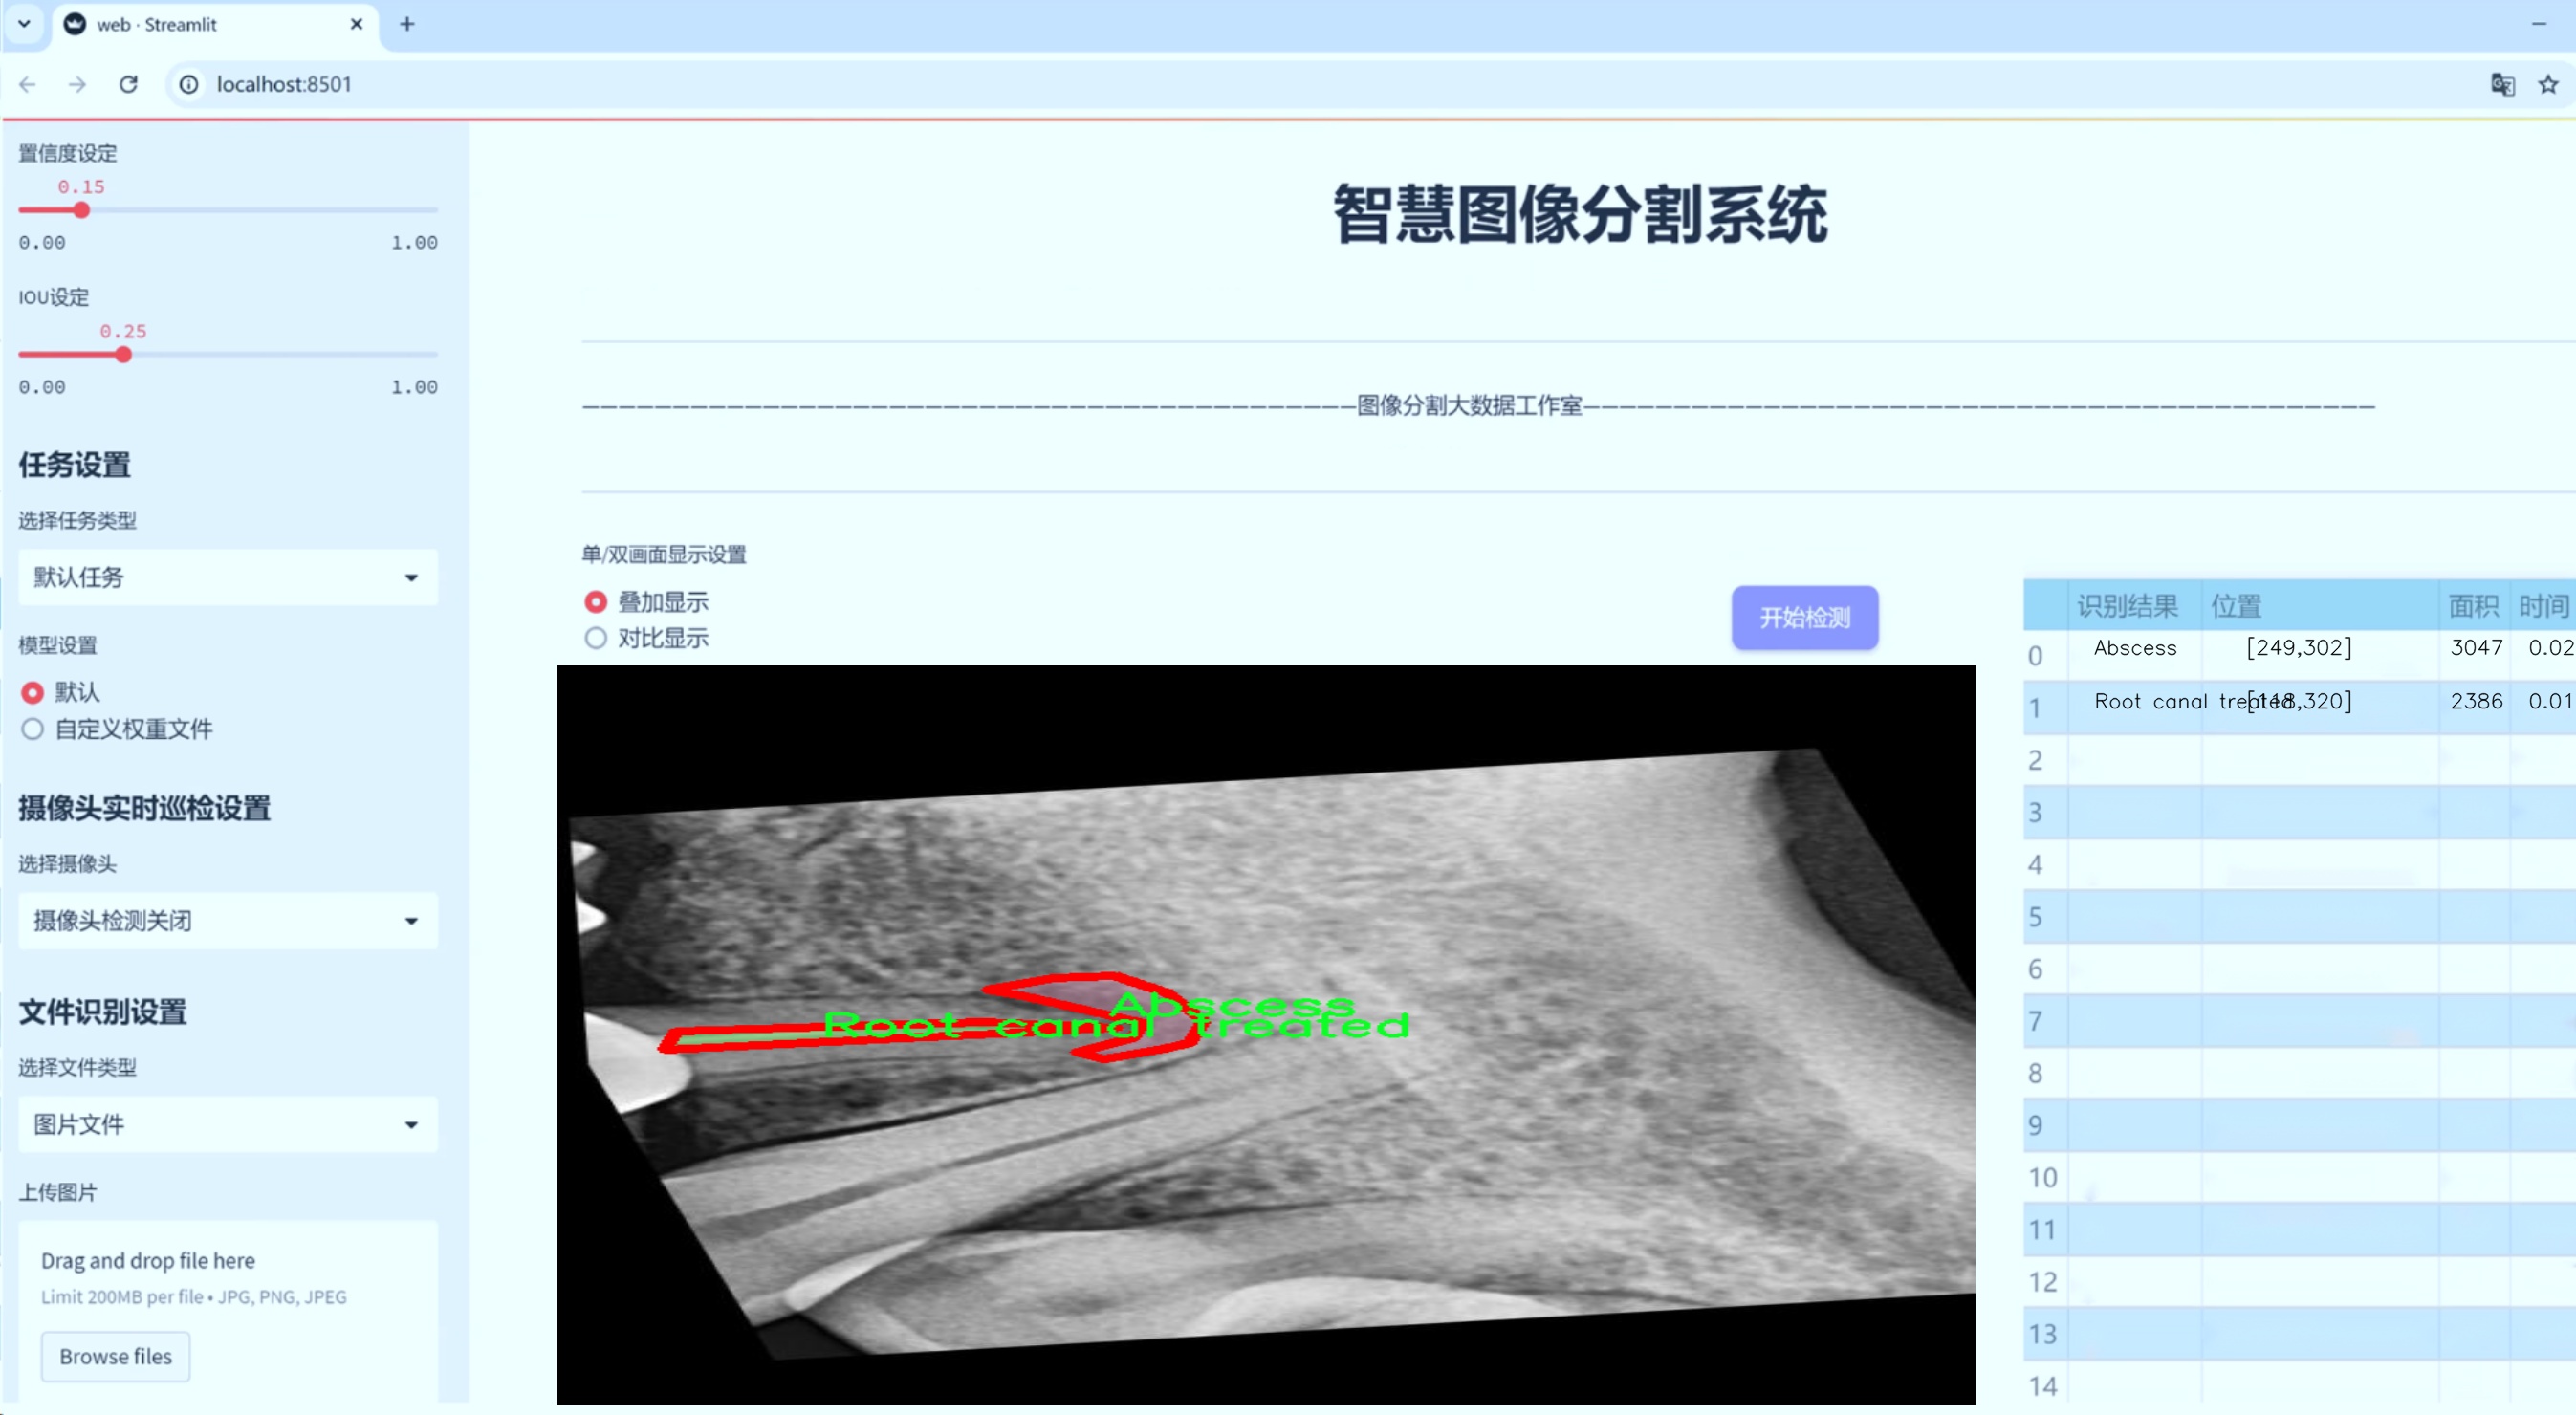 web · Streamlit
localhost:8501
置信度设定
0.15
0.00 1.00
IOU设定
0.25
0.00 1.00
任务设置
选择任务类型
默认任务
模型设置
默认
自定义权重文件
摄像头实时巡检设置
选择摄像头
摄像头检测关闭
文件识别设置
选择文件类型
图片文件
上传图片
Drag and drop file here
Limit 200MB per file • JPG, PNG, JPEG
Browse files
智慧图像分割系统
图像分割大数据工作室
单/双画面显示设置
叠加显示
对比显示
开始检测
Abscess
Root canal treated
识别结果 位置 面积 时间
0 Abscess [249,302] 3047 0.02
1 Root canal treated [118,320] 2386 0.01
2
3
4
5
6
7
8
9
10
11
12
13
14